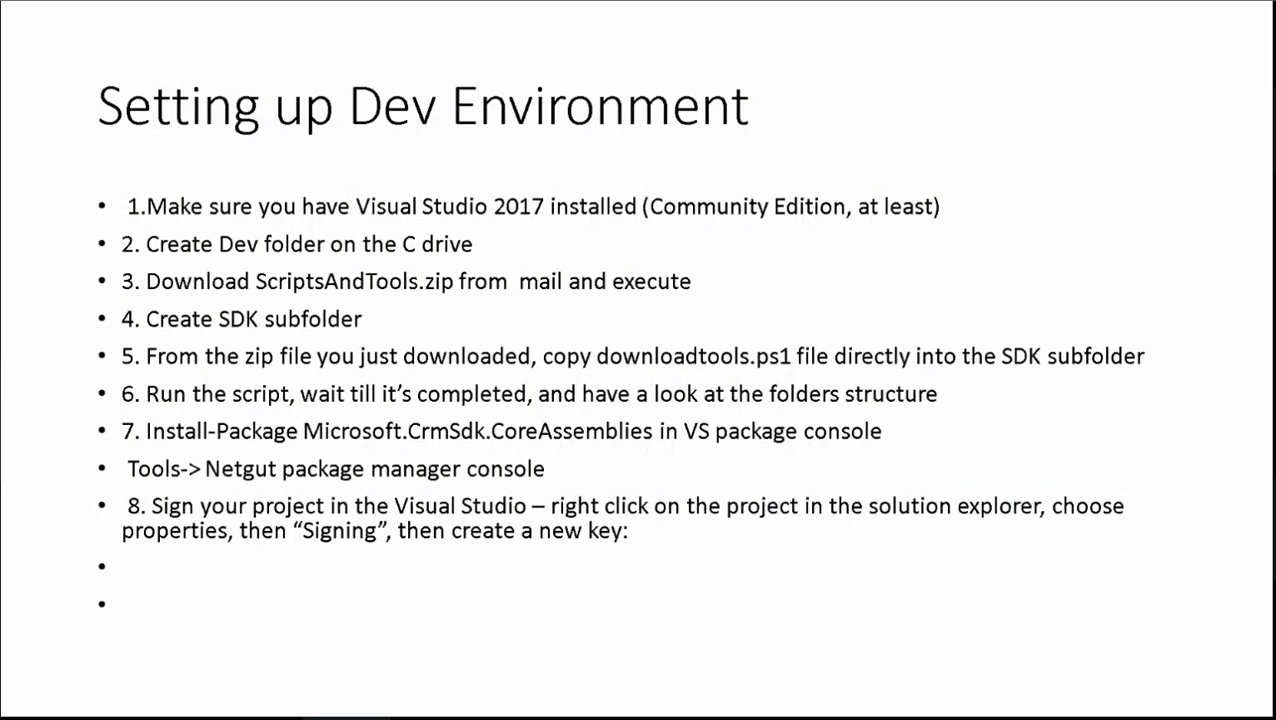 Setting up Dev Environment
• 1.Make sure you have Visual Studio 2017 installed (Community Edition, at least)
• 2. Create Dev folder on the C drive
• 3. Download ScriptsAndTools.zip from  mail and execute
• 4. Create SDK subfolder
• 5. From the zip file you just downloaded, copy downloadtools.ps1 file directly into the SDK subfolder
• 6. Run the script, wait till it’s completed, and have a look at the folders structure
• 7. Install-Package Microsoft.CrmSdk.CoreAssemblies in VS package console
• Tools-> Netgut package manager console
• 8. Sign your project in the Visual Studio – right click on the project in the solution explorer, choose
properties, then “Signing”, then create a new key:
•
•